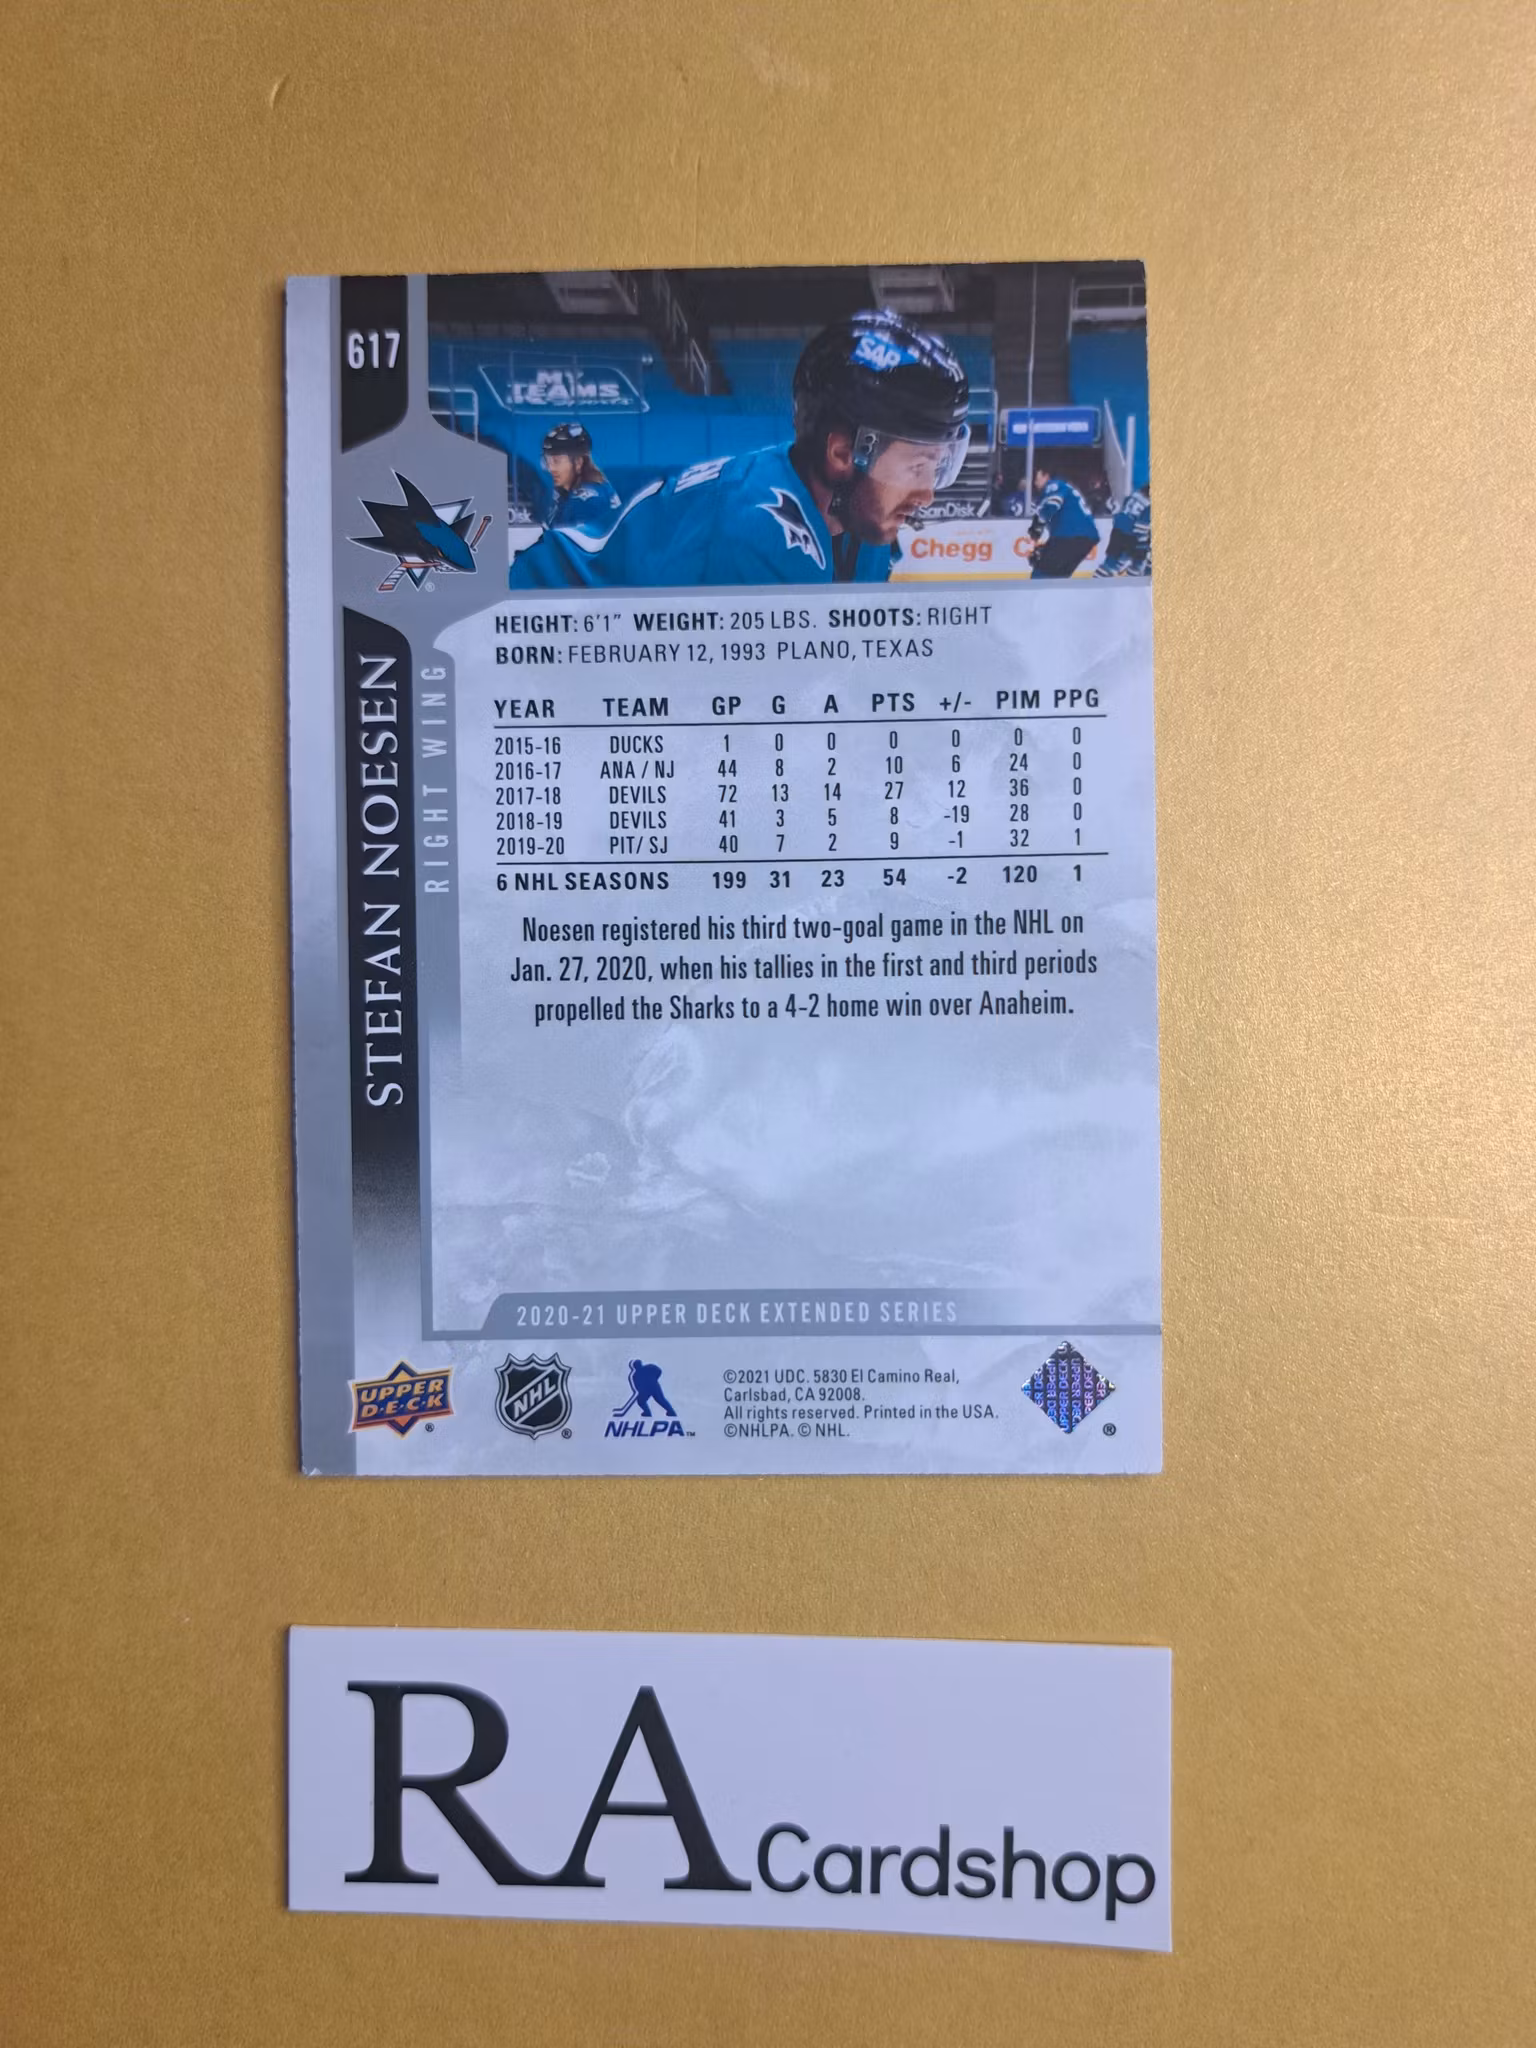 617
SAP
MY
TEAMS
SanDisk
Chegg
HEIGHT: 6'1" WEIGHT: 205 LBS. SHOOTS: RIGHT
BORN: FEBRUARY 12, 1993 PLANO, TEXAS
STEFAN NOESEN
RIGHT WING
YEAR TEAM GP G A PTS +/- PIM PPG
2015-16 DUCKS 1 0 0 0 0 0 0
2016-17 ANA / NJ 44 8 2 10 6 24 0
2017-18 DEVILS 72 13 14 27 12 36 0
2018-19 DEVILS 41 3 5 8 -19 28 0
2019-20 PIT/ SJ 40 7 2 9 -1 32 1
6 NHL SEASONS 199 31 23 54 -2 120 1
Noesen registered his third two-goal game in the NHL on
Jan. 27, 2020, when his tallies in the first and third periods
propelled the Sharks to a 4-2 home win over Anaheim.
2020-21 UPPER DECK EXTENDED SERIES
UPPER
D·E·C·K
®
NHL
®
NHLPA™
©2021 UDC. 5830 El Camino Real,
Carlsbad, CA 92008.
All rights reserved. Printed in the USA.
©NHLPA. © NHL.
UPPER DECK
®
RA Cardshop